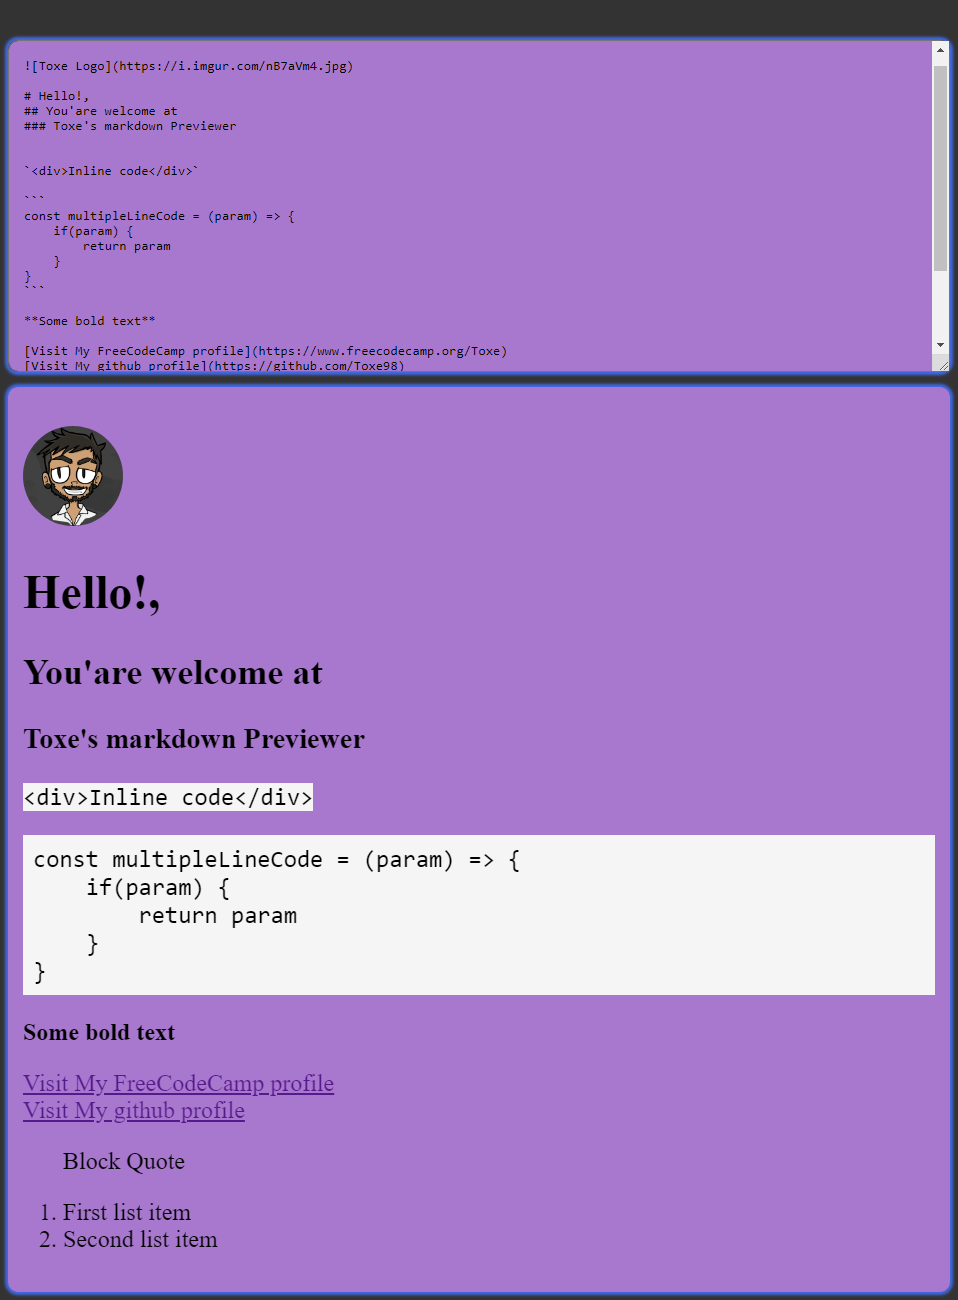 ![Toxe Logo](https://i.imgur.com/nB7aVm4.jpg)
# Hello!,
## You'are welcome at
### Toxe's markdown Previewer
`<div>Inline code</div>`
```
const multipleLineCode = (param) => {
    if(param) {
        return param
    }
}
```
**Some bold text**
[Visit My FreeCodeCamp profile](https://www.freecodecamp.org/Toxe)
[Visit My github profile](https://github.com/Toxe98)
Hello!,
You'are welcome at
Toxe's markdown Previewer
<div>Inline code</div>
const multipleLineCode = (param) => {
    if(param) {
        return param
    }
}
Some bold text
Visit My FreeCodeCamp profile
Visit My github profile
Block Quote
1. First list item
2. Second list item